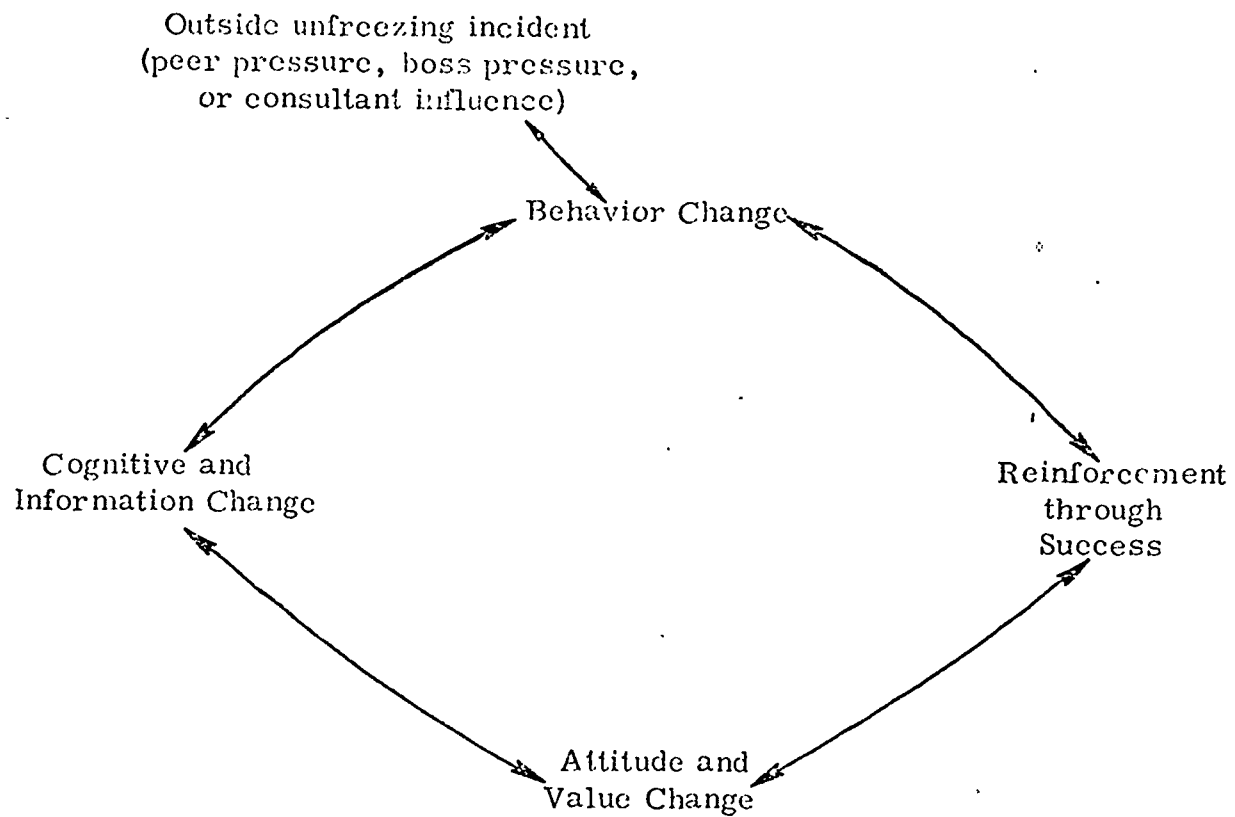 Outside unfreezing incident
(peer pressure, boss pressure,
or consultant influence)
Behavior Change
Cognitive and
Information Change
Reinforcement
through
Success
Attitude and
Value Change